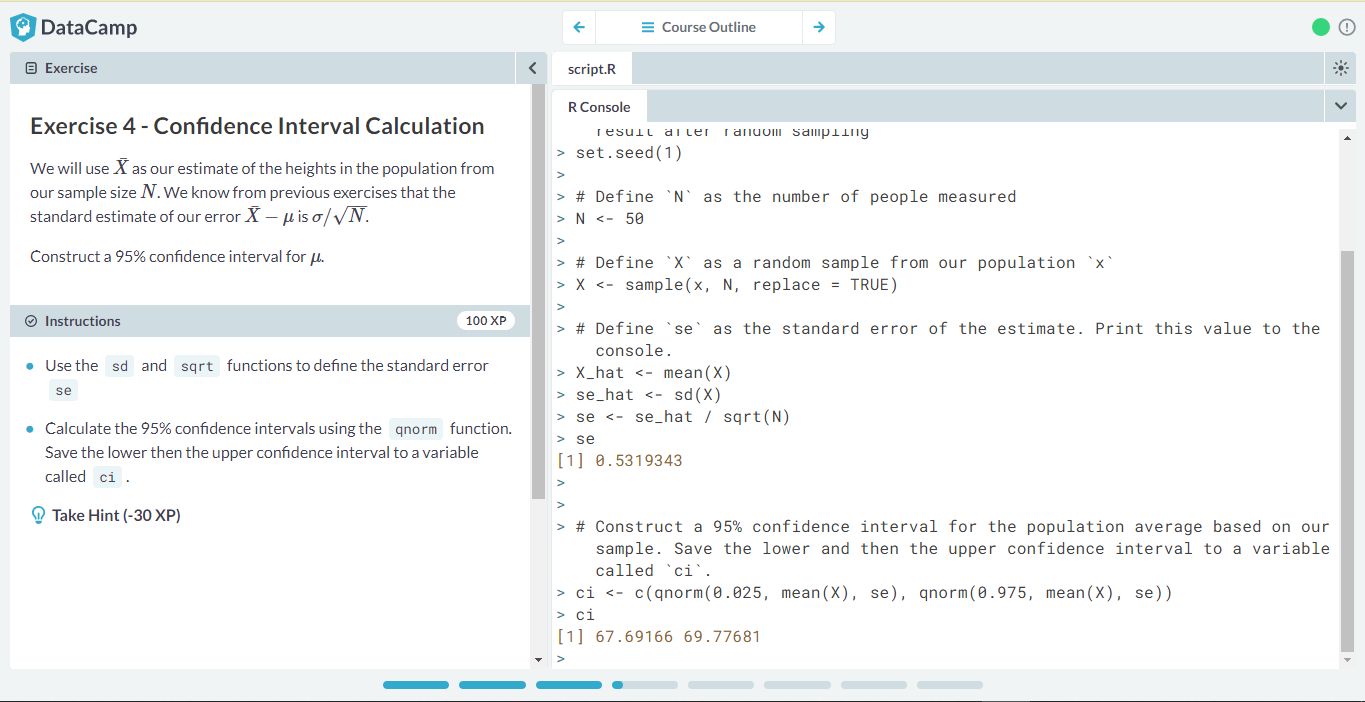 DataCamp
Course Outline
Exercise
Exercise 4 - Confidence Interval Calculation
We will use X̄ as our estimate of the heights in the population from
our sample size N. We know from previous exercises that the
standard estimate of our error X̄ − μ is σ/√N.
Construct a 95% confidence interval for μ.
Instructions
100 XP
Use the sd and sqrt functions to define the standard error
se
Calculate the 95% confidence intervals using the qnorm function.
Save the lower then the upper confidence interval to a variable
called ci .
Take Hint (-30 XP)
script.R
R Console
result after random sampling
> set.seed(1)
>
> # Define `N` as the number of people measured
> N <- 50
>
> # Define `X` as a random sample from our population `x`
> X <- sample(x, N, replace = TRUE)
>
> # Define `se` as the standard error of the estimate. Print this value to the
console.
> X_hat <- mean(X)
> se_hat <- sd(X)
> se <- se_hat / sqrt(N)
> se
[1] 0.5319343
>
>
> # Construct a 95% confidence interval for the population average based on our
sample. Save the lower and then the upper confidence interval to a variable
called `ci`.
> ci <- c(qnorm(0.025, mean(X), se), qnorm(0.975, mean(X), se))
> ci
[1] 67.69166 69.77681
>